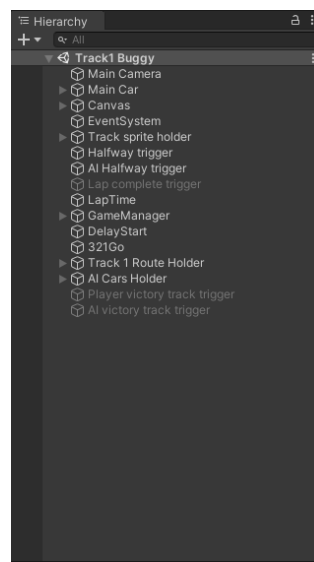 Hierarchy
All
Track1 Buggy
Main Camera
Main Car
Canvas
EventSystem
Track sprite holder
Halfway trigger
AI Halfway trigger
Lap complete trigger
LapTime
GameManager
DelayStart
321Go
Track 1 Route Holder
AI Cars Holder
Player victory track trigger
AI victory track trigger